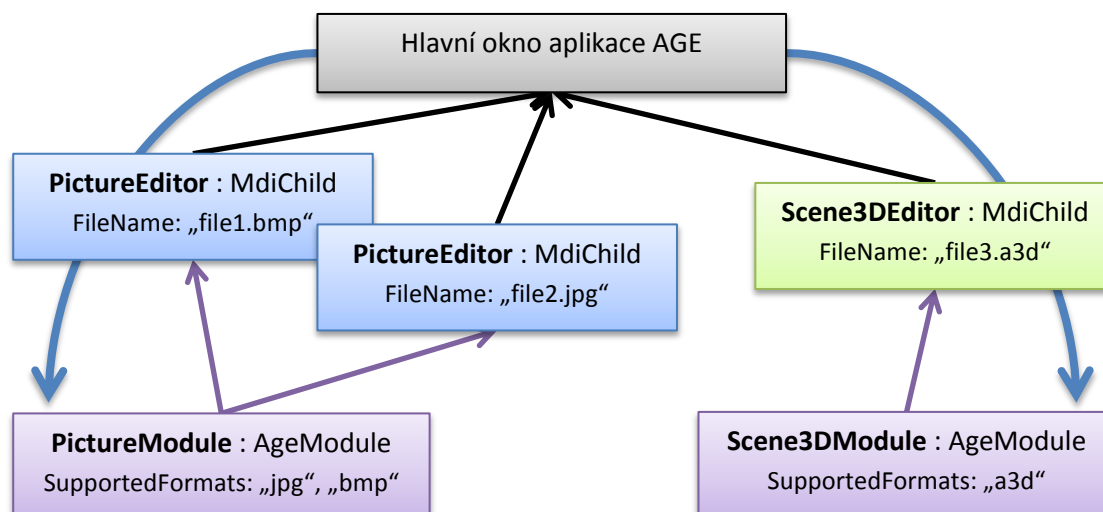 Hlavní okno aplikace AGE
PictureEditor : MdiChild
FileName: „file1.bmp“
PictureEditor : MdiChild
FileName: „file2.jpg“
Scene3DEditor : MdiChild
FileName: „file3.a3d“
PictureModule : AgeModule
SupportedFormats: „jpg“, „bmp“
Scene3DModule : AgeModule
SupportedFormats: „a3d“